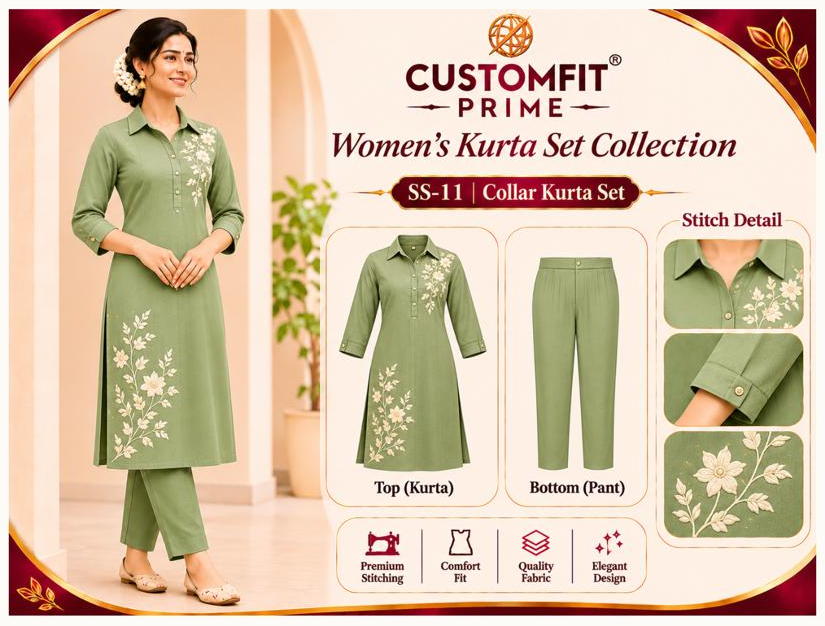 CUSTOMFIT®
PRIME
Women's Kurta Set Collection
SS-11 | Collar Kurta Set
Stitch Detail
Top (Kurta)
Bottom (Pant)
Premium
Stitching
Comfort
Fit
Quality
Fabric
Elegant
Design